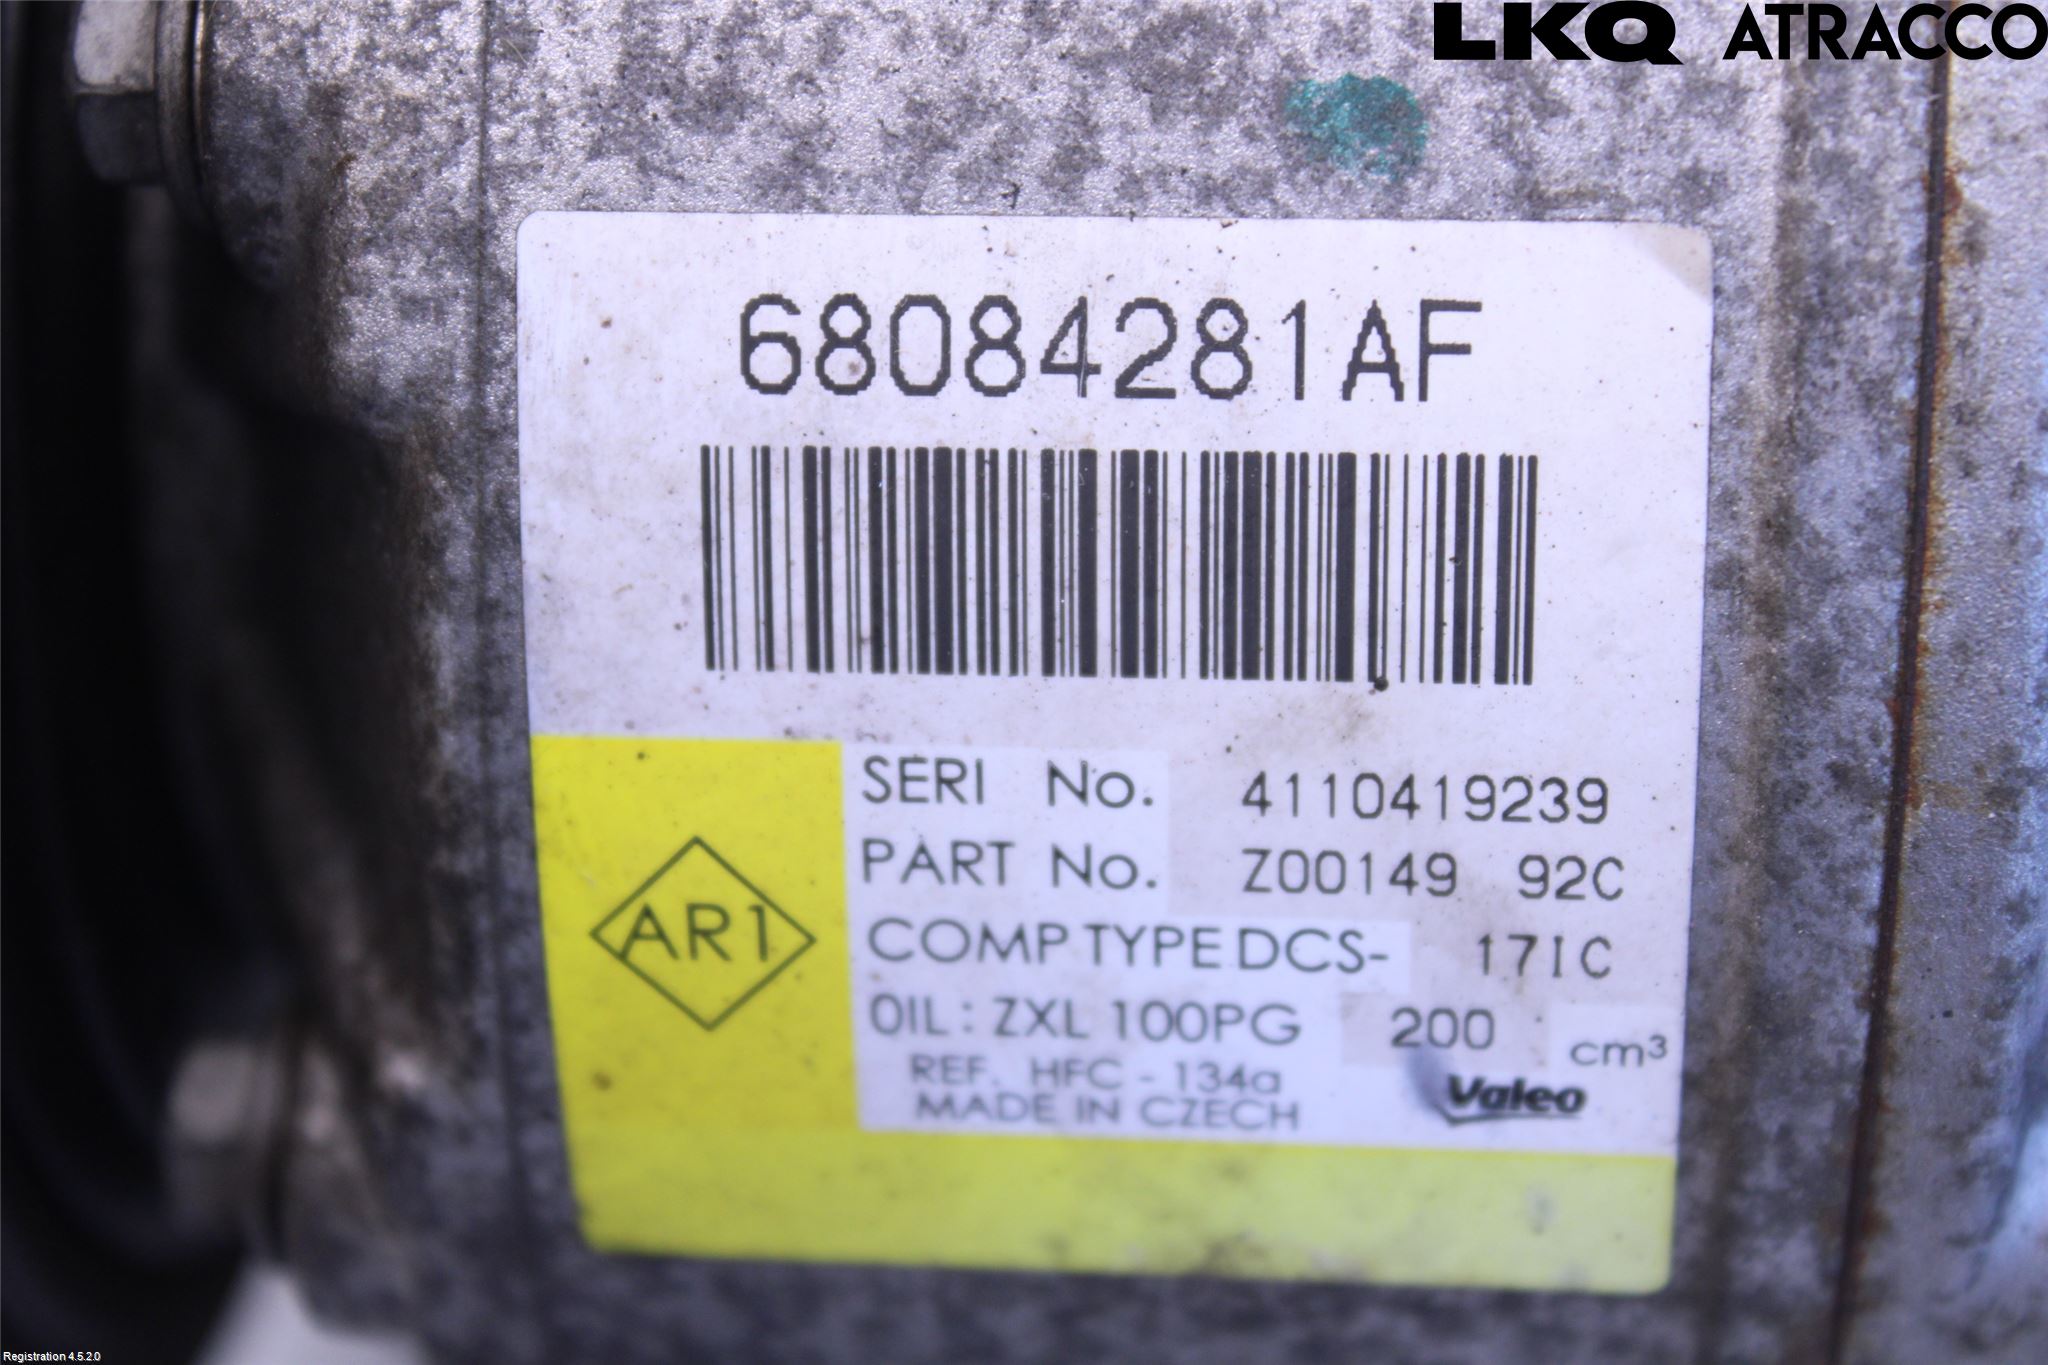 LKQ ATRACCO
68084281AF
SERI No. 4110419239
PART No. Z00149 92C
COMP TYPE DCS- 17IC
AR1
OIL: ZXL 100PG 200 cm³
REF. HFC - 134a
MADE IN CZECH
Valeo
Registration 4.5.2.0